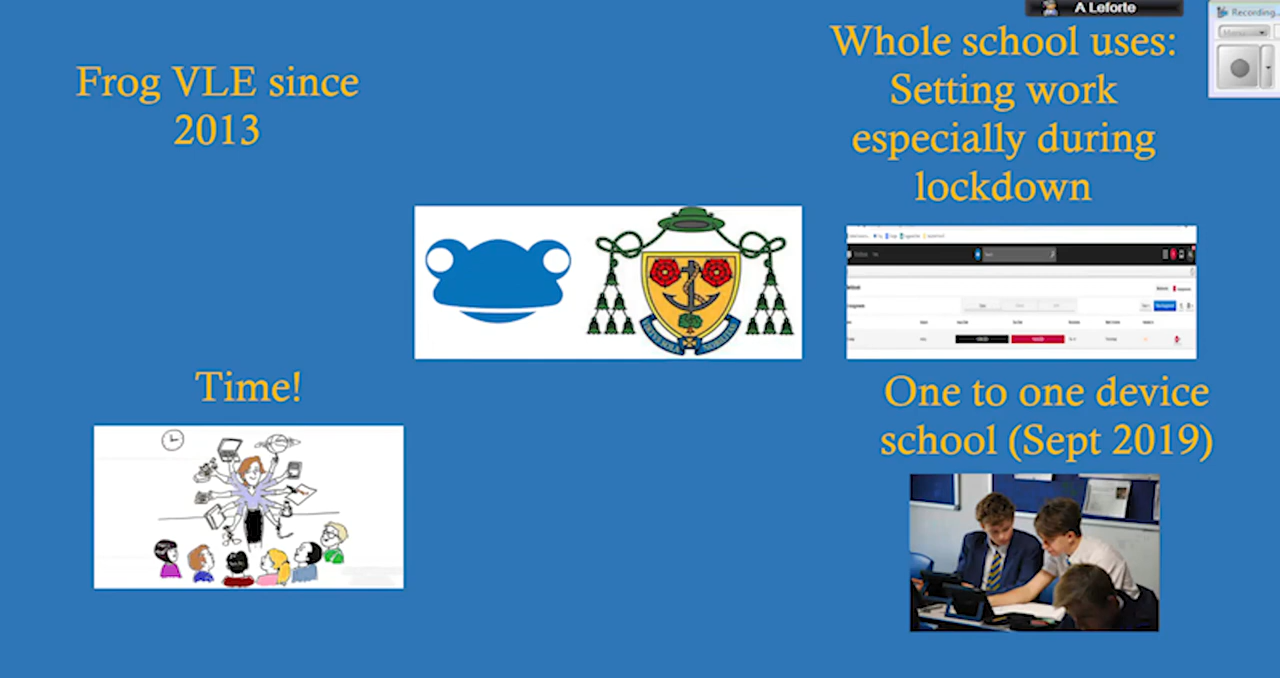 A Leforte
Recording...
Menu
Frog VLE since
2013
Whole school uses:
Setting work
especially during
lockdown
Time!
One to one device
school (Sept 2019)